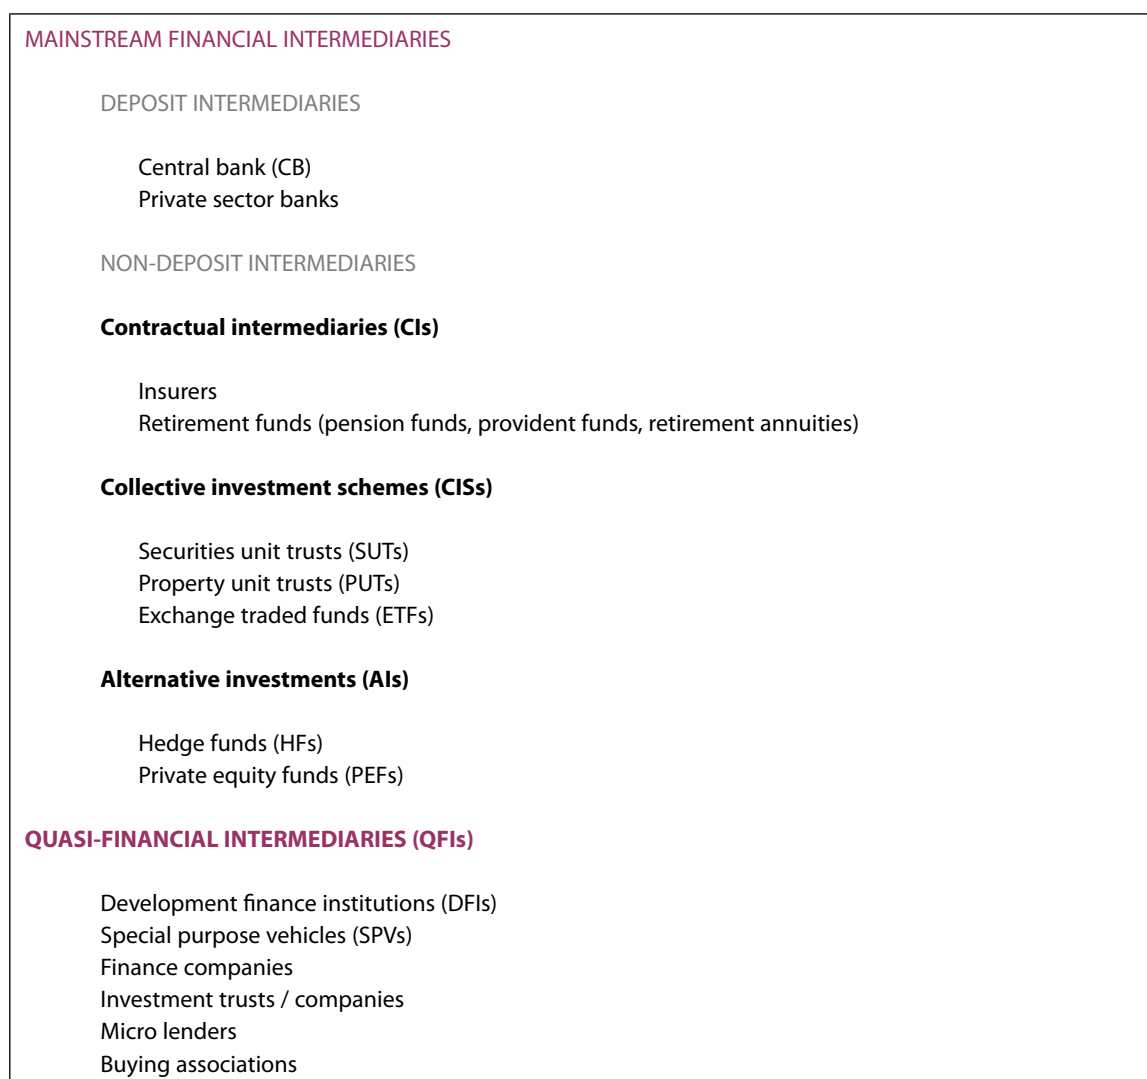 MAINSTREAM FINANCIAL INTERMEDIARIES
DEPOSIT INTERMEDIARIES
Central bank (CB)
Private sector banks
NON-DEPOSIT INTERMEDIARIES
Contractual intermediaries (CIs)
Insurers
Retirement funds (pension funds, provident funds, retirement annuities)
Collective investment schemes (CISs)
Securities unit trusts (SUTs)
Property unit trusts (PUTs)
Exchange traded funds (ETFs)
Alternative investments (AIs)
Hedge funds (HFs)
Private equity funds (PEFs)
QUASI-FINANCIAL INTERMEDIARIES (QFIs)
Development finance institutions (DFIs)
Special purpose vehicles (SPVs)
Finance companies
Investment trusts / companies
Micro lenders
Buying associations